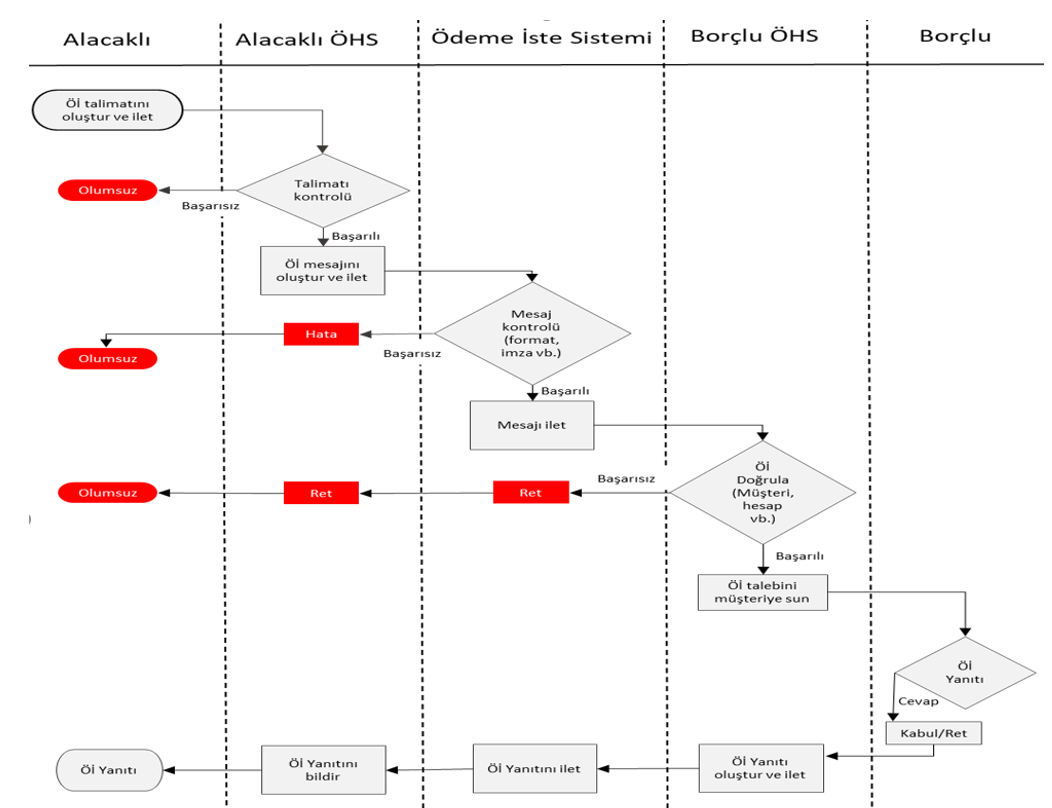 Alacaklı
Alacaklı ÖHS
Ödeme İste Sistemi
Borçlu ÖHS
Borçlu
Öİ talimatını
oluştur ve ilet
Talimatı
kontrolü
Olumsuz
Başarısız
Başarılı
Öİ mesajını
oluştur ve ilet
Mesaj
kontrolü
(format,
imza vb.)
Hata
Başarısız
Olumsuz
Başarılı
Mesajı ilet
Öİ
Doğrula
(Müşteri,
hesap
vb.)
Başarısız
Ret
Ret
Olumsuz
)
Başarılı
Öİ talebini
müşteriye sun
Öİ
Yanıtı
Cevap
Kabul/Ret
Öİ Yanıtı
oluştur ve ilet
Öİ Yanıtını ilet
Öİ Yanıtını
bildir
Öİ Yanıtı